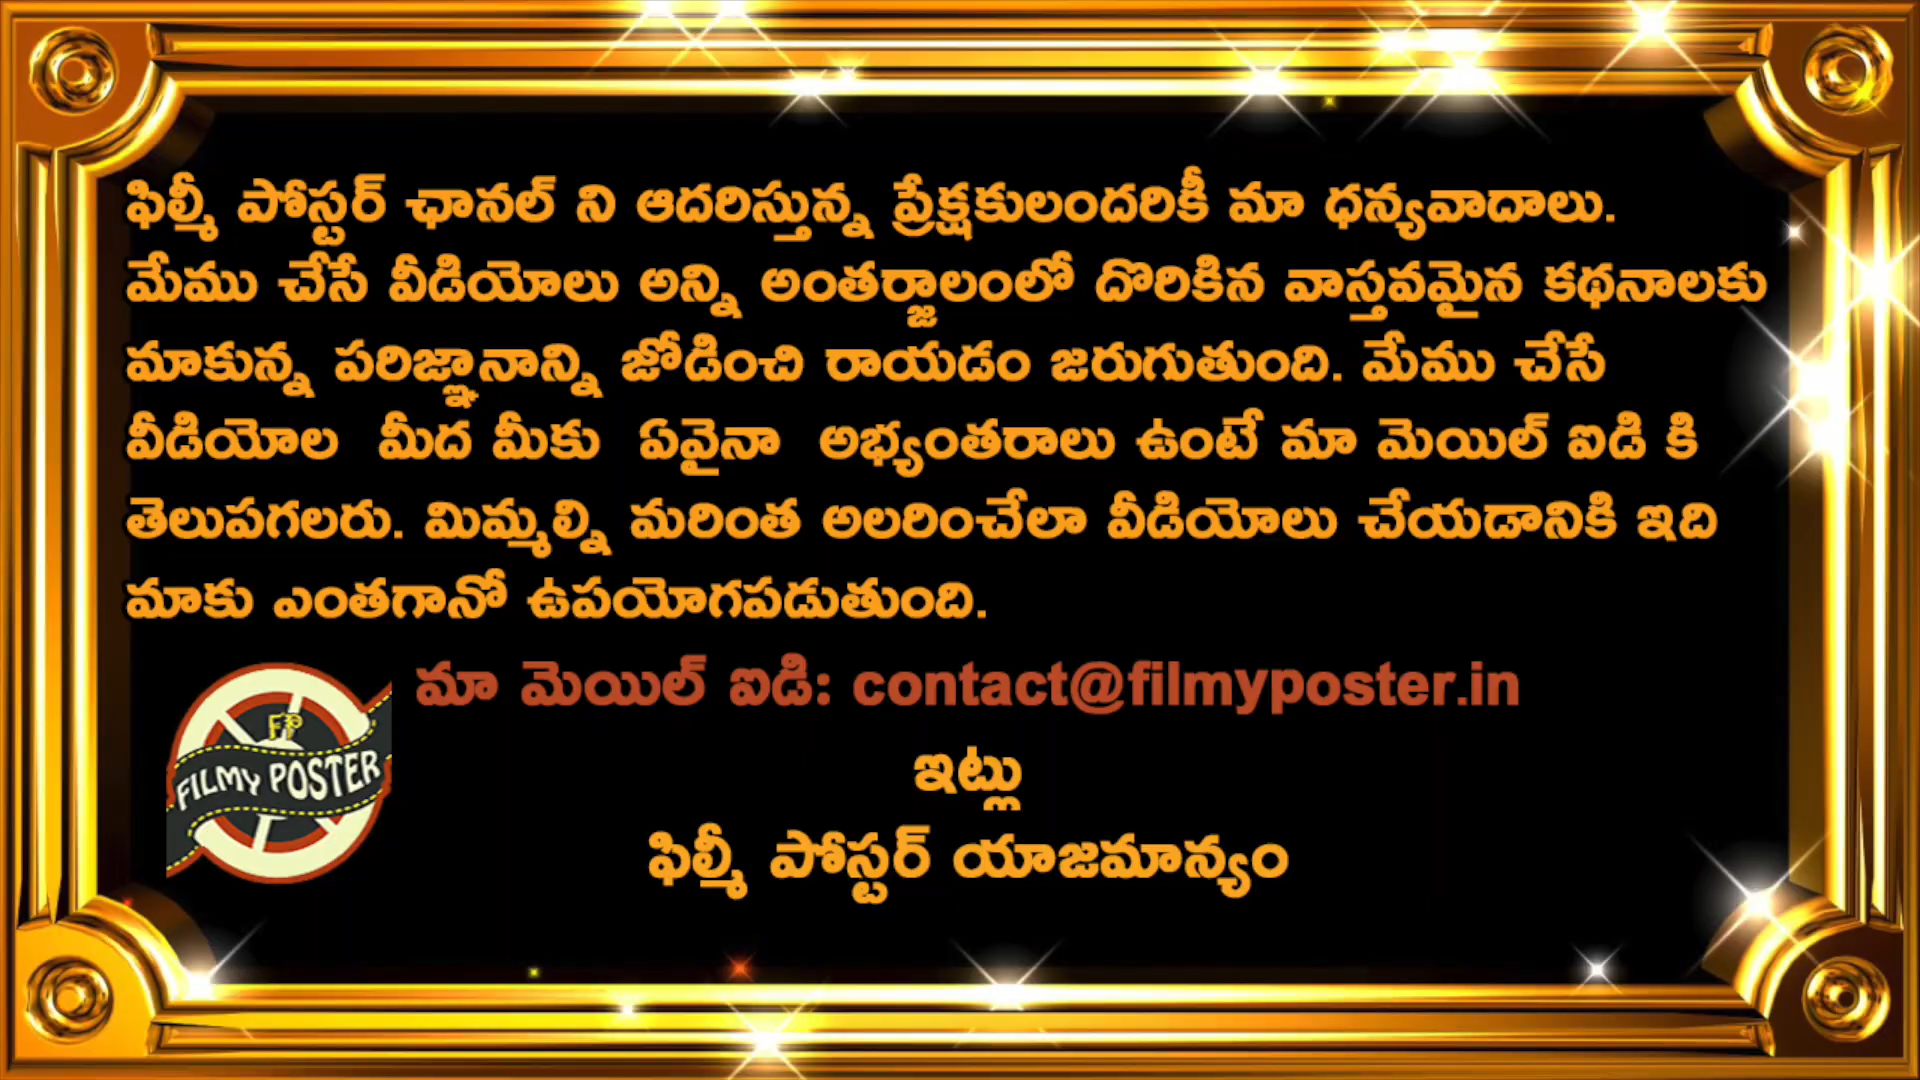 ఫిల్మీ పోస్టర్ ఛానల్ ని ఆదరిస్తున్న ప్రేక్షకులందరికీ మా ధన్యవాదాలు.
మేము చేసే వీడియోలు అన్ని అంతర్జాలంలో దొరికిన వాస్తవమైన కథనాలకు
మాకున్న పరిజ్ఞానాన్ని జోడించి రాయడం జరుగుతుంది. మేము చేసే
వీడియోల మీద మీకు ఏవైనా అభ్యంతరాలు ఉంటే మా మెయిల్ ఐడి కి
తెలుపగలరు. మిమ్మల్ని మరింత అలరించేలా వీడియోలు చేయడానికి ఇది
మాకు ఎంతగానో ఉపయోగపడుతుంది.
మా మెయిల్ ఐడి: contact@filmyposter.in
FP
FILMY POSTER
ఇట్లు
ఫిల్మీ పోస్టర్ యాజమాన్యం